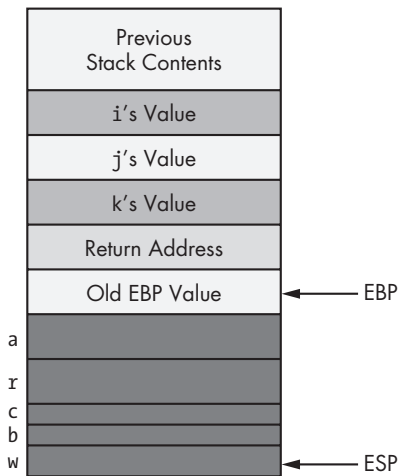 Previous
Stack Contents
i's Value
j's Value
k's Value
Return Address
Old EBP Value
EBP
a
r
c
b
w
ESP